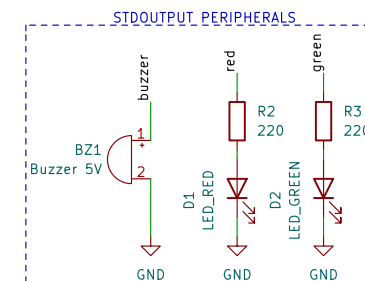 STDOUTPUT PERIPHERALS
buzzer
red
green
1
+
2
BZ1
Buzzer 5V
R2
220
R3
D1
LED_RED
D2
LED_GREEN
GND
GND
GND